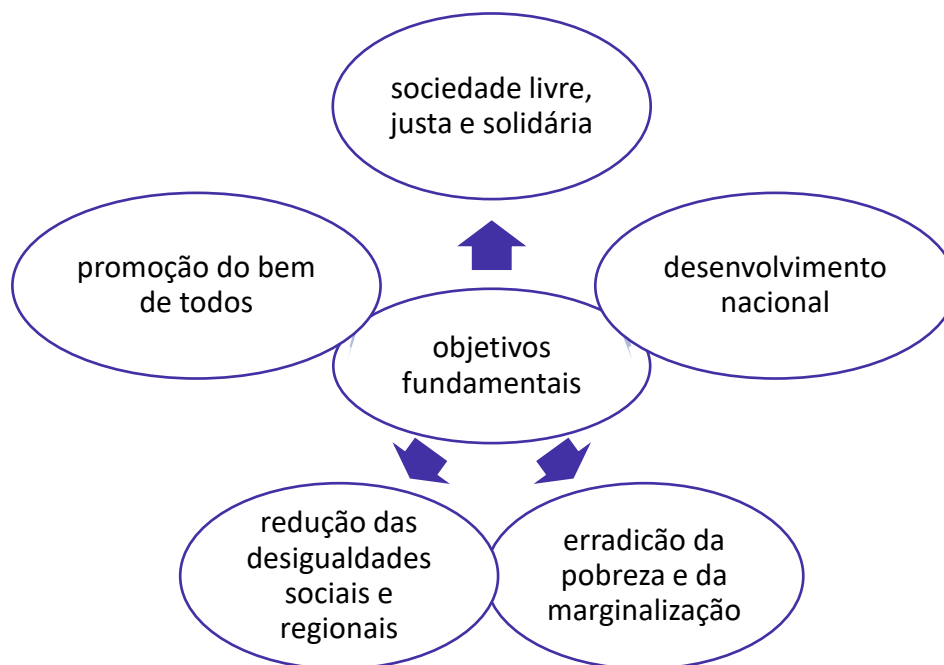 sociedade livre,
justa e solidária
promoção do bem
de todos
desenvolvimento
nacional
objetivos
fundamentais
redução das
desigualdades
sociais e
regionais
erradicão da
pobreza e da
marginalização